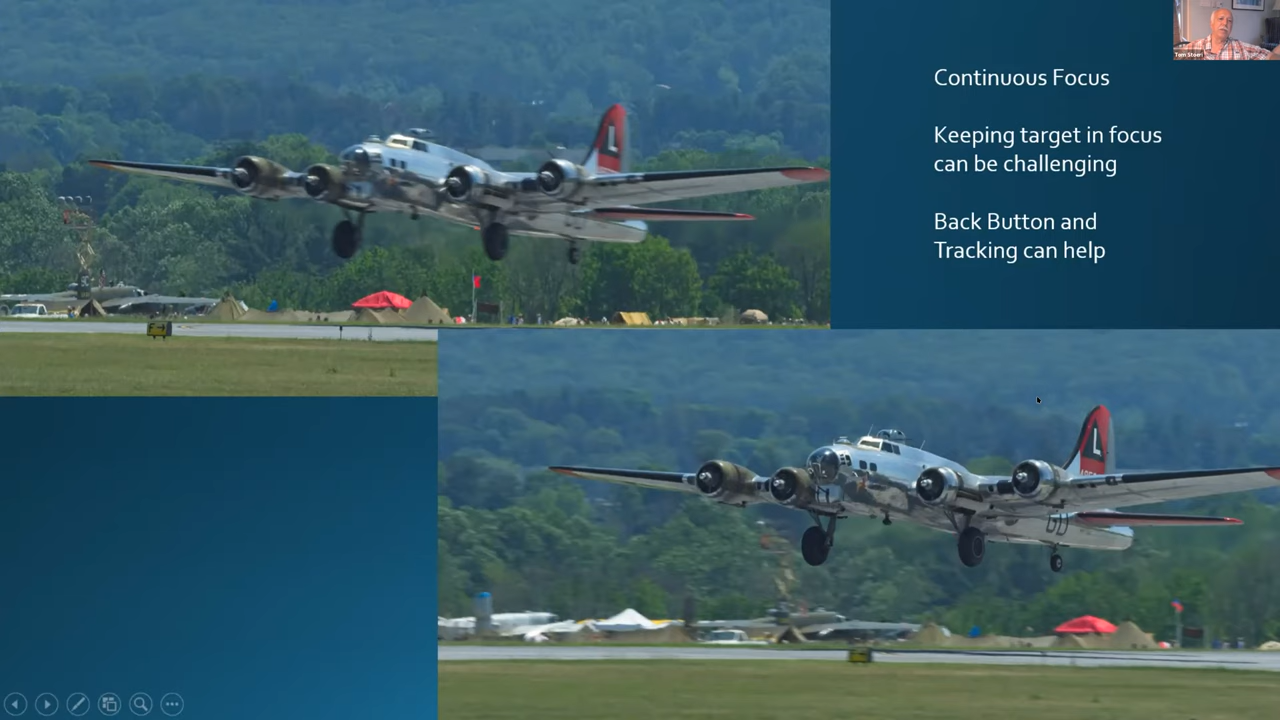 Continuous Focus
Keeping target in focus
can be challenging
Back Button and
Tracking can help
L
L